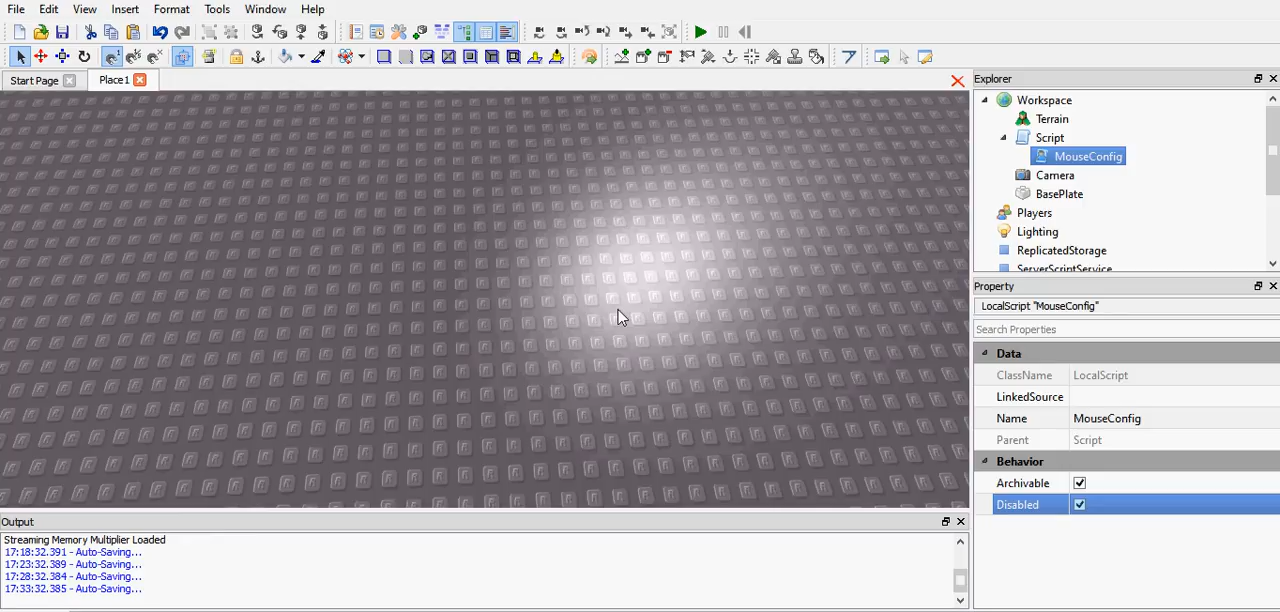 File Edit View Insert Format Tools Window Help
Start Page Place1
Explorer
Workspace
Terrain
Script
MouseConfig
Camera
BasePlate
Players
Lighting
ReplicatedStorage
ServerScriptService
Property
LocalScript "MouseConfig"
Search Properties
Data
ClassName LocalScript
LinkedSource
Name MouseConfig
Parent Script
Behavior
Archivable
Disabled
Output
Streaming Memory Multiplier Loaded
17:18:32.391 - Auto-Saving...
17:23:32.389 - Auto-Saving...
17:28:32.384 - Auto-Saving...
17:33:32.385 - Auto-Saving...